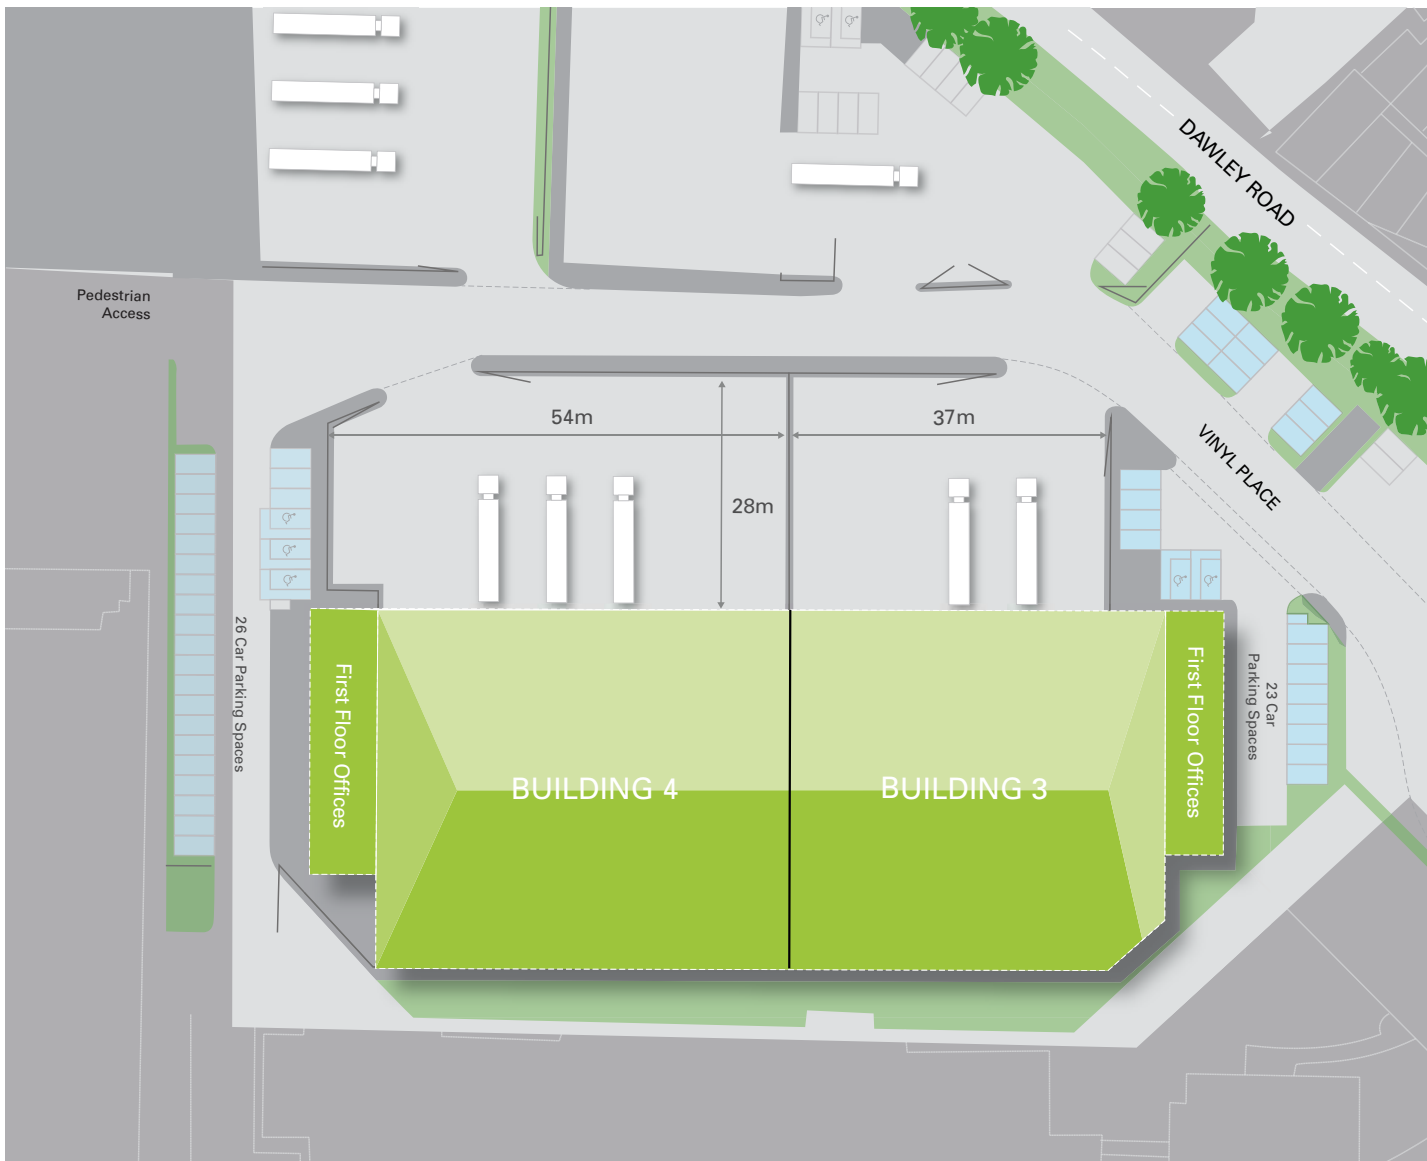 DAWLEY ROAD
Pedestrian
Access
54m
37m
VINYL PLACE
28m
26 Car Parking Spaces
First Floor Offices
First Floor Offices
23 Car
Parking Spaces
BUILDING 4
BUILDING 3